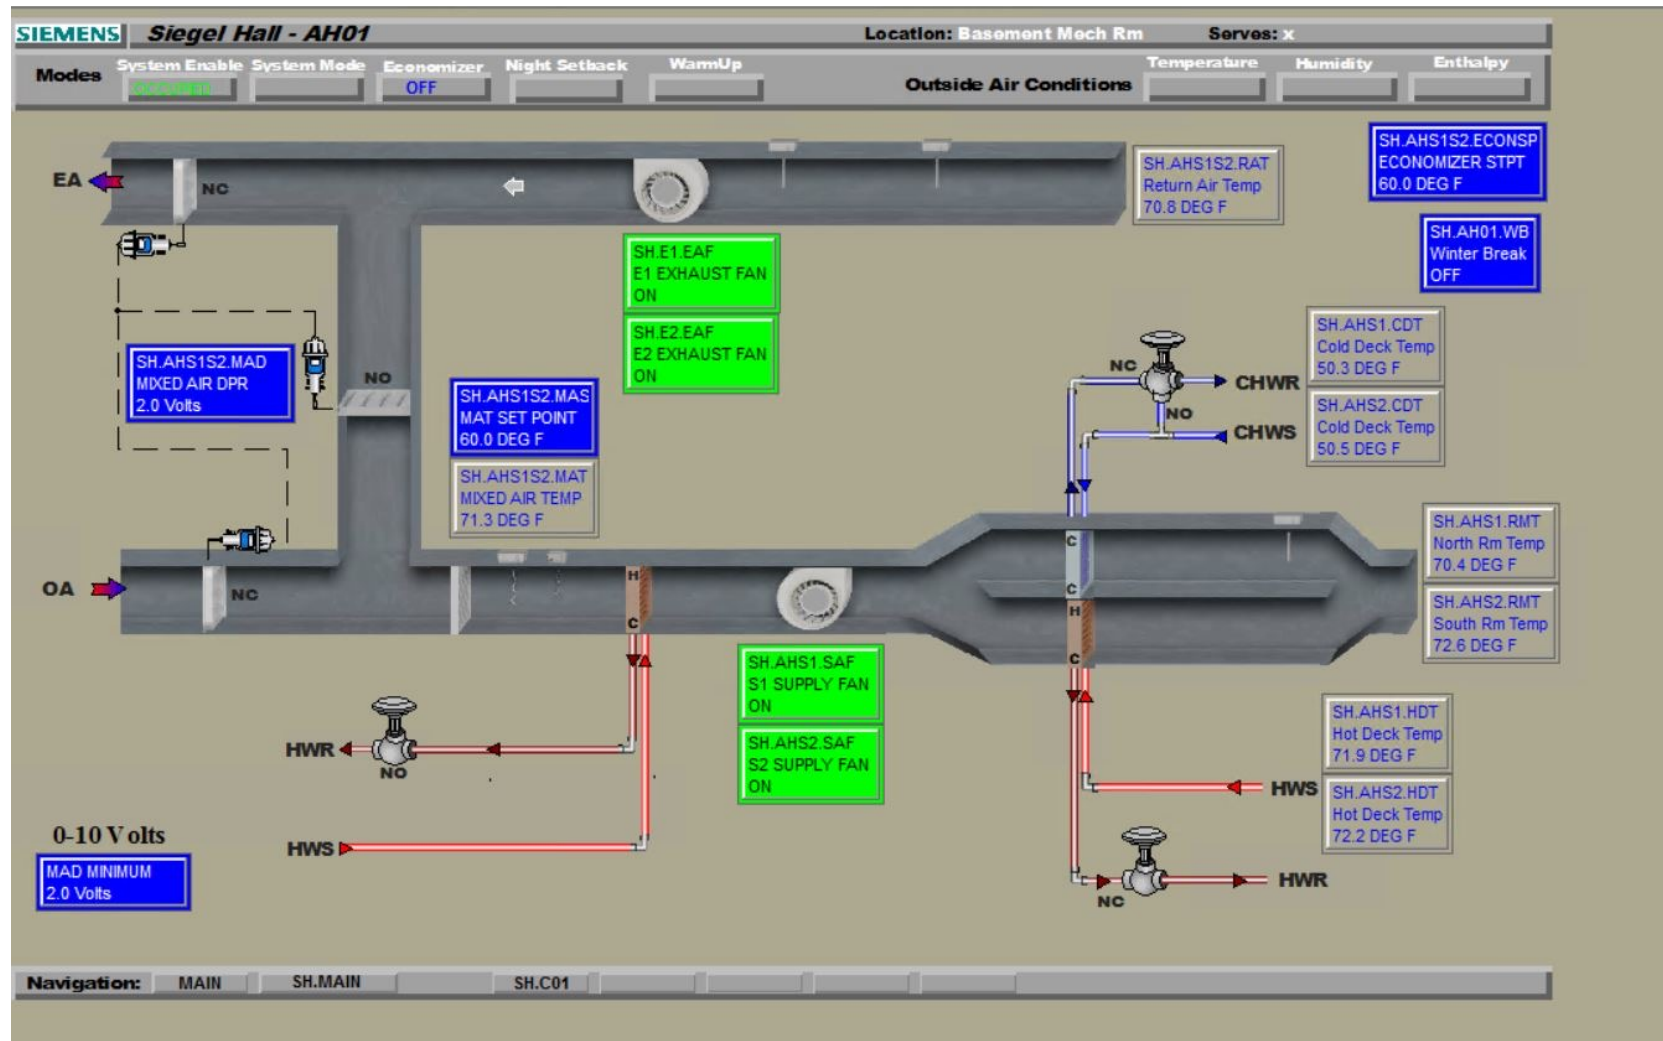 SIEMENS Siegel Hall - AH01 Location: Basement Mech Rm Serves: x
Modes System Enable System Mode Economizer Night Setback WarmUp Outside Air Conditions Temperature Humidity Enthalpy
OCCUPIED OFF
EA
NC
SH.AHS1S2.RAT
Return Air Temp
70.8 DEG F
SH.AHS1S2.ECONSP
ECONOMIZER STPT
60.0 DEG F
SH.AH01.WB
Winter Break
OFF
SH.E1.EAF
E1 EXHAUST FAN
ON
SH.E2.EAF
E2 EXHAUST FAN
ON
SH.AHS1S2.MAD
MIXED AIR DPR
2.0 Volts
NO
SH.AHS1S2.MAS
MAT SET POINT
60.0 DEG F
SH.AHS1S2.MAT
MIXED AIR TEMP
71.3 DEG F
NC
CHWR
NO
CHWS
SH.AHS1.CDT
Cold Deck Temp
50.3 DEG F
SH.AHS2.CDT
Cold Deck Temp
50.5 DEG F
OA
NC
H
C
C
C
H
C
SH.AHS1.RMT
North Rm Temp
70.4 DEG F
SH.AHS2.RMT
South Rm Temp
72.6 DEG F
SH.AHS1.SAF
S1 SUPPLY FAN
ON
SH.AHS2.SAF
S2 SUPPLY FAN
ON
HWR
NO
HWS
SH.AHS1.HDT
Hot Deck Temp
71.9 DEG F
SH.AHS2.HDT
Hot Deck Temp
72.2 DEG F
HWS
HWR
NC
0-10 Volts
MAD MINIMUM
2.0 Volts
Navigation: MAIN SH.MAIN SH.C01